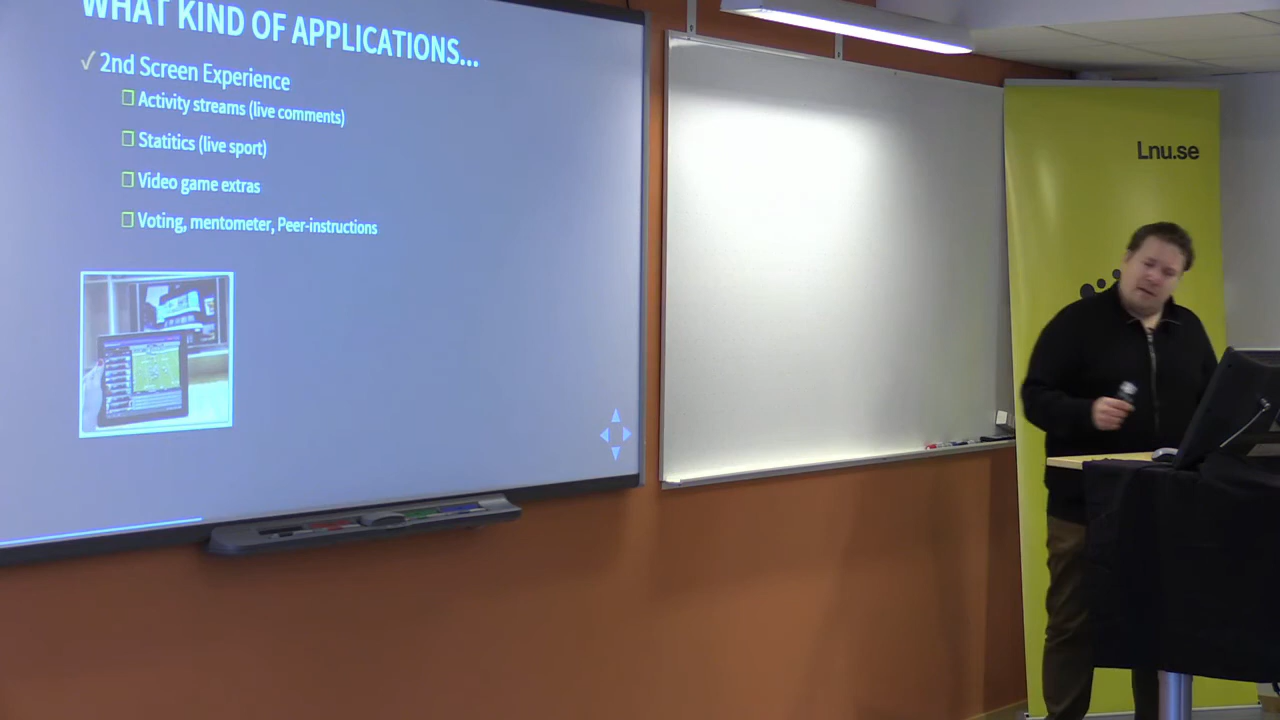 WHAT KIND OF APPLICATIONS...
✓ 2nd Screen Experience
Activity streams (live comments)
Statitics (live sport)
Video game extras
Voting, mentometer, Peer-instructions
Lnu.se